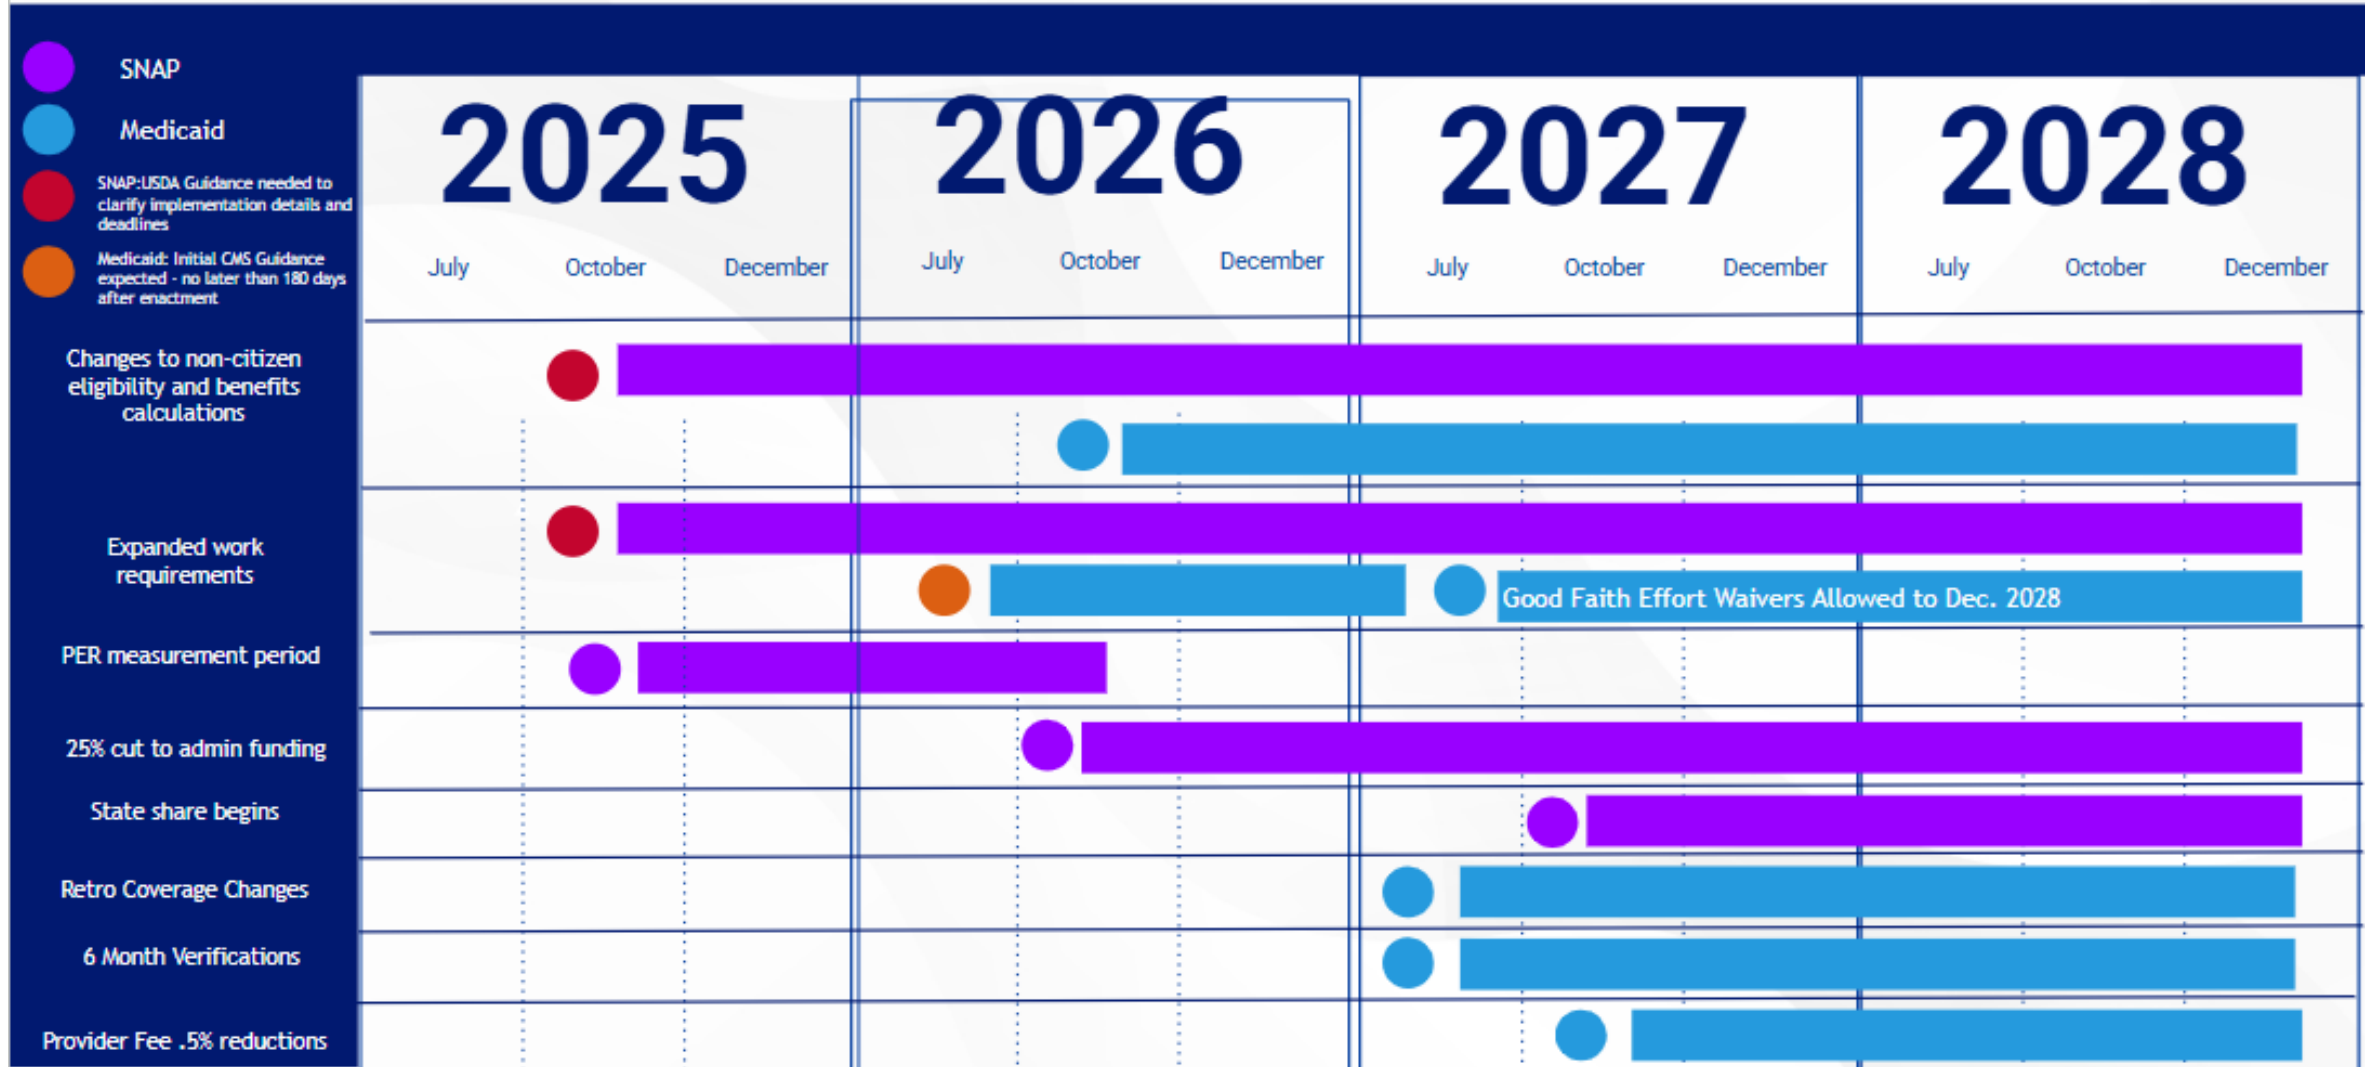 SNAP
Medicaid
SNAP:USDA Guidance needed to
clarify implementation details and
deadlines
Medicaid: Initial CMS Guidance
expected - no later than 180 days
after enactment
2025 2026 2027 2028
July October December July October December July October December July October December
Changes to non-citizen
eligibility and benefits
calculations
Expanded work
requirements
Good Faith Effort Waivers Allowed to Dec. 2028
PER measurement period
25% cut to admin funding
State share begins
Retro Coverage Changes
6 Month Verifications
Provider Fee .5% reductions